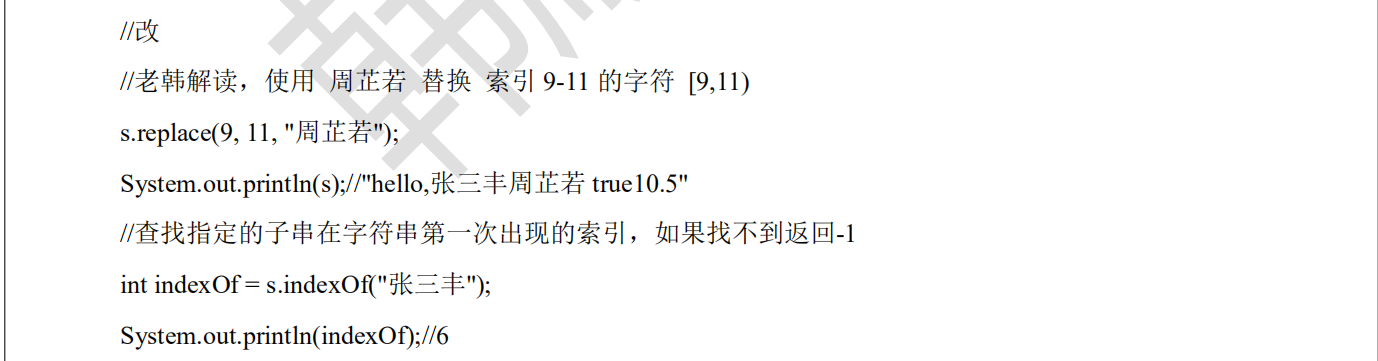 //改
//老韩解读，使用 周芷若 替换 索引 9-11 的字符 [9,11)
s.replace(9, 11, "周芷若");
System.out.println(s);//"hello,张三丰周芷若 true10.5"
//查找指定的子串在字符串第一次出现的索引，如果找不到返回-1
int indexOf = s.indexOf("张三丰");
System.out.println(indexOf);//6